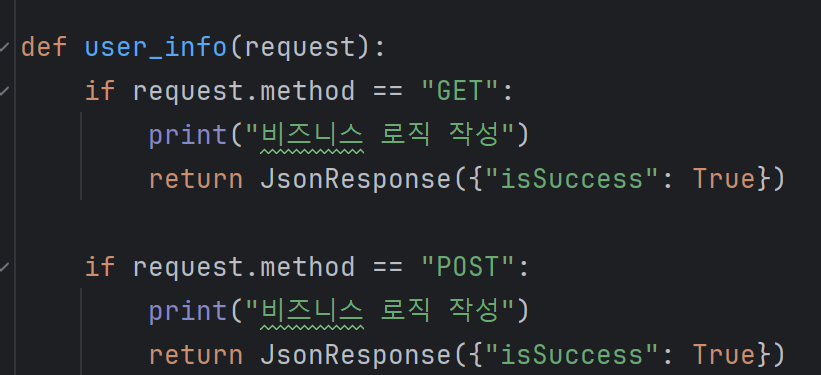 def user_info(request):
    if request.method == "GET":
        print("비즈니스 로직 작성")
        return JsonResponse({"isSuccess": True})
    if request.method == "POST":
        print("비즈니스 로직 작성")
        return JsonResponse({"isSuccess": True})